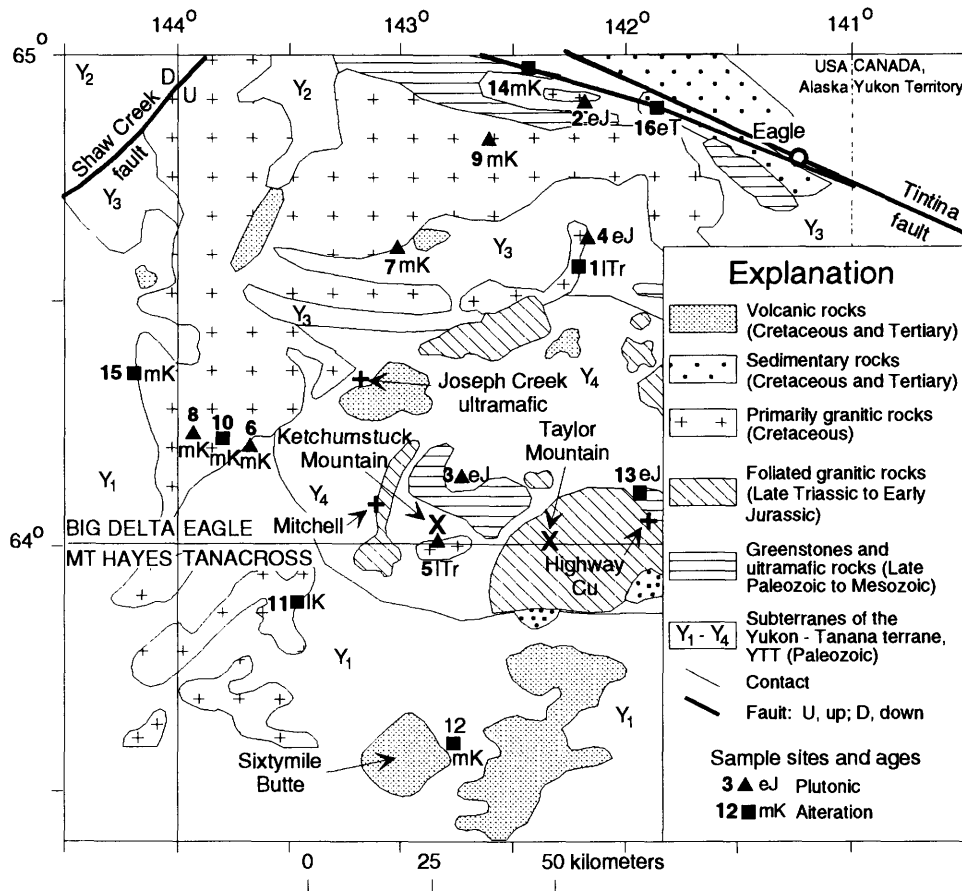 144° 143° 142° 141°
65°
Y2 D
U
Y2
USA CANADA,
Alaska Yukon Territory
14mK
2eJ
16eT
Eagle
Shaw Creek
fault
9 mK
Y3
Tintina
fault
Y3
4 eJ
Y3
7 mK
1 lTr
Y3
15 mK
Joseph Creek
ultramafic
Y4
8
mK
10
mK
6
mK
Ketchumstuck
Mountain
Taylor
Mountain
Y1
Y4
3 eJ
13 eJ
Mitchell
BIG DELTA EAGLE
64°
MT HAYES TANACROSS
5lTr
Highway
Cu
11 lK
Y1
Y1
12
mK
Sixtymile
Butte
Explanation
Volcanic rocks
(Cretaceous and Tertiary)
Sedimentary rocks
(Cretaceous and Tertiary)
Primarily granitic rocks
(Cretaceous)
Foliated granitic rocks
(Late Triassic to Early
Jurassic)
Greenstones and
ultramafic rocks (Late
Paleozoic to Mesozoic)
Y1 - Y4 Subterranes of the
Yukon - Tanana terrane,
YTT (Paleozoic)
Contact
Fault: U, up; D, down
Sample sites and ages
3 ▲ eJ Plutonic
12 ■ mK Aiteration
0 25 50 kilometers